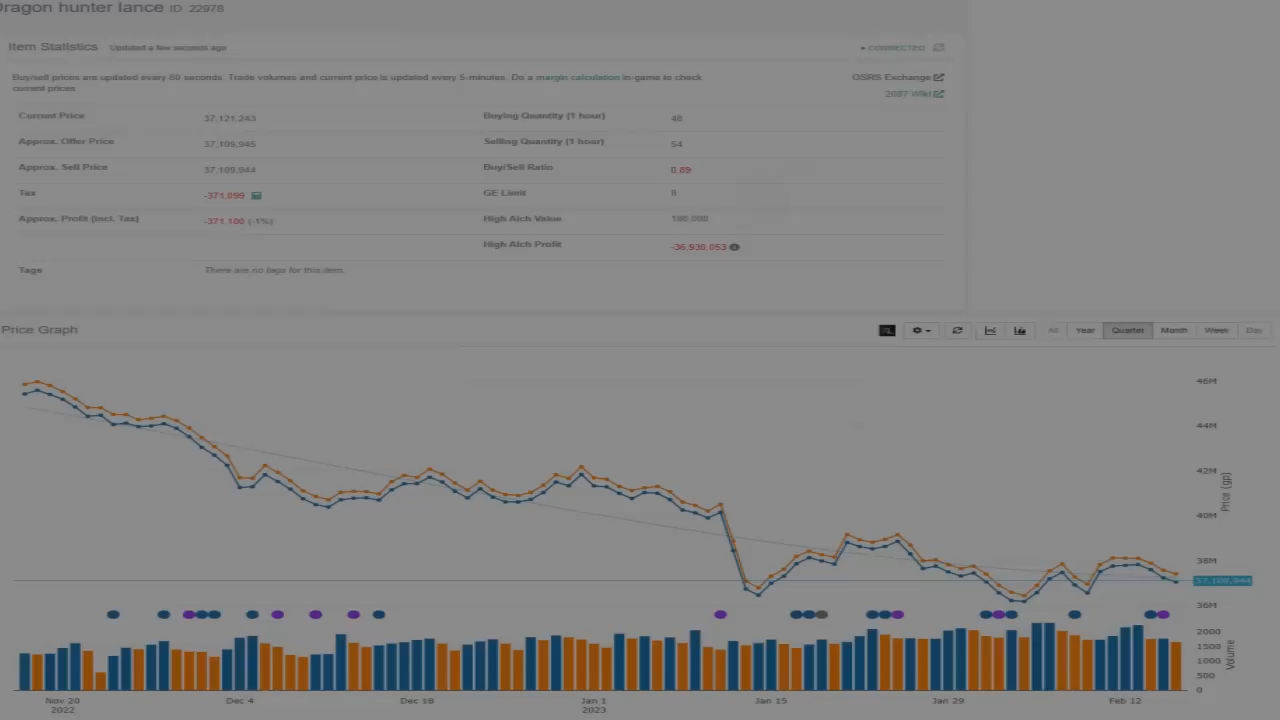 Dragon hunter lance ID: 22978
Item Statistics Updated a few seconds ago
CONNECTED
Buy/sell prices are updated every 60 seconds. Trade volumes and current price is updated every 5-minutes. Do a margin calculation in-game to check
current prices
OSRS Exchange
2007 Wiki
Current Price 37,121,243 Buying Quantity (1 hour) 48
Approx. Offer Price 37,109,945 Selling Quantity (1 hour) 54
Approx. Sell Price 37,109,944 Buy/Sell Ratio 0.89
Tax -371,099 GE Limit 8
Approx. Profit (incl. Tax) -371,100 (-1%) High Alch Value 180,000
High Alch Profit -36,930,053
Tags There are no tags for this item.
Price Graph
All Year Quarter Month Week Day
46M
44M
42M
40M
38M
37,109,944
36M
Price (gp)
2000
1500
1000
500
0
Volume
Nov 20 Dec 4 Dec 18 Jan 1 Jan 15 Jan 29 Feb 12
2022 2023